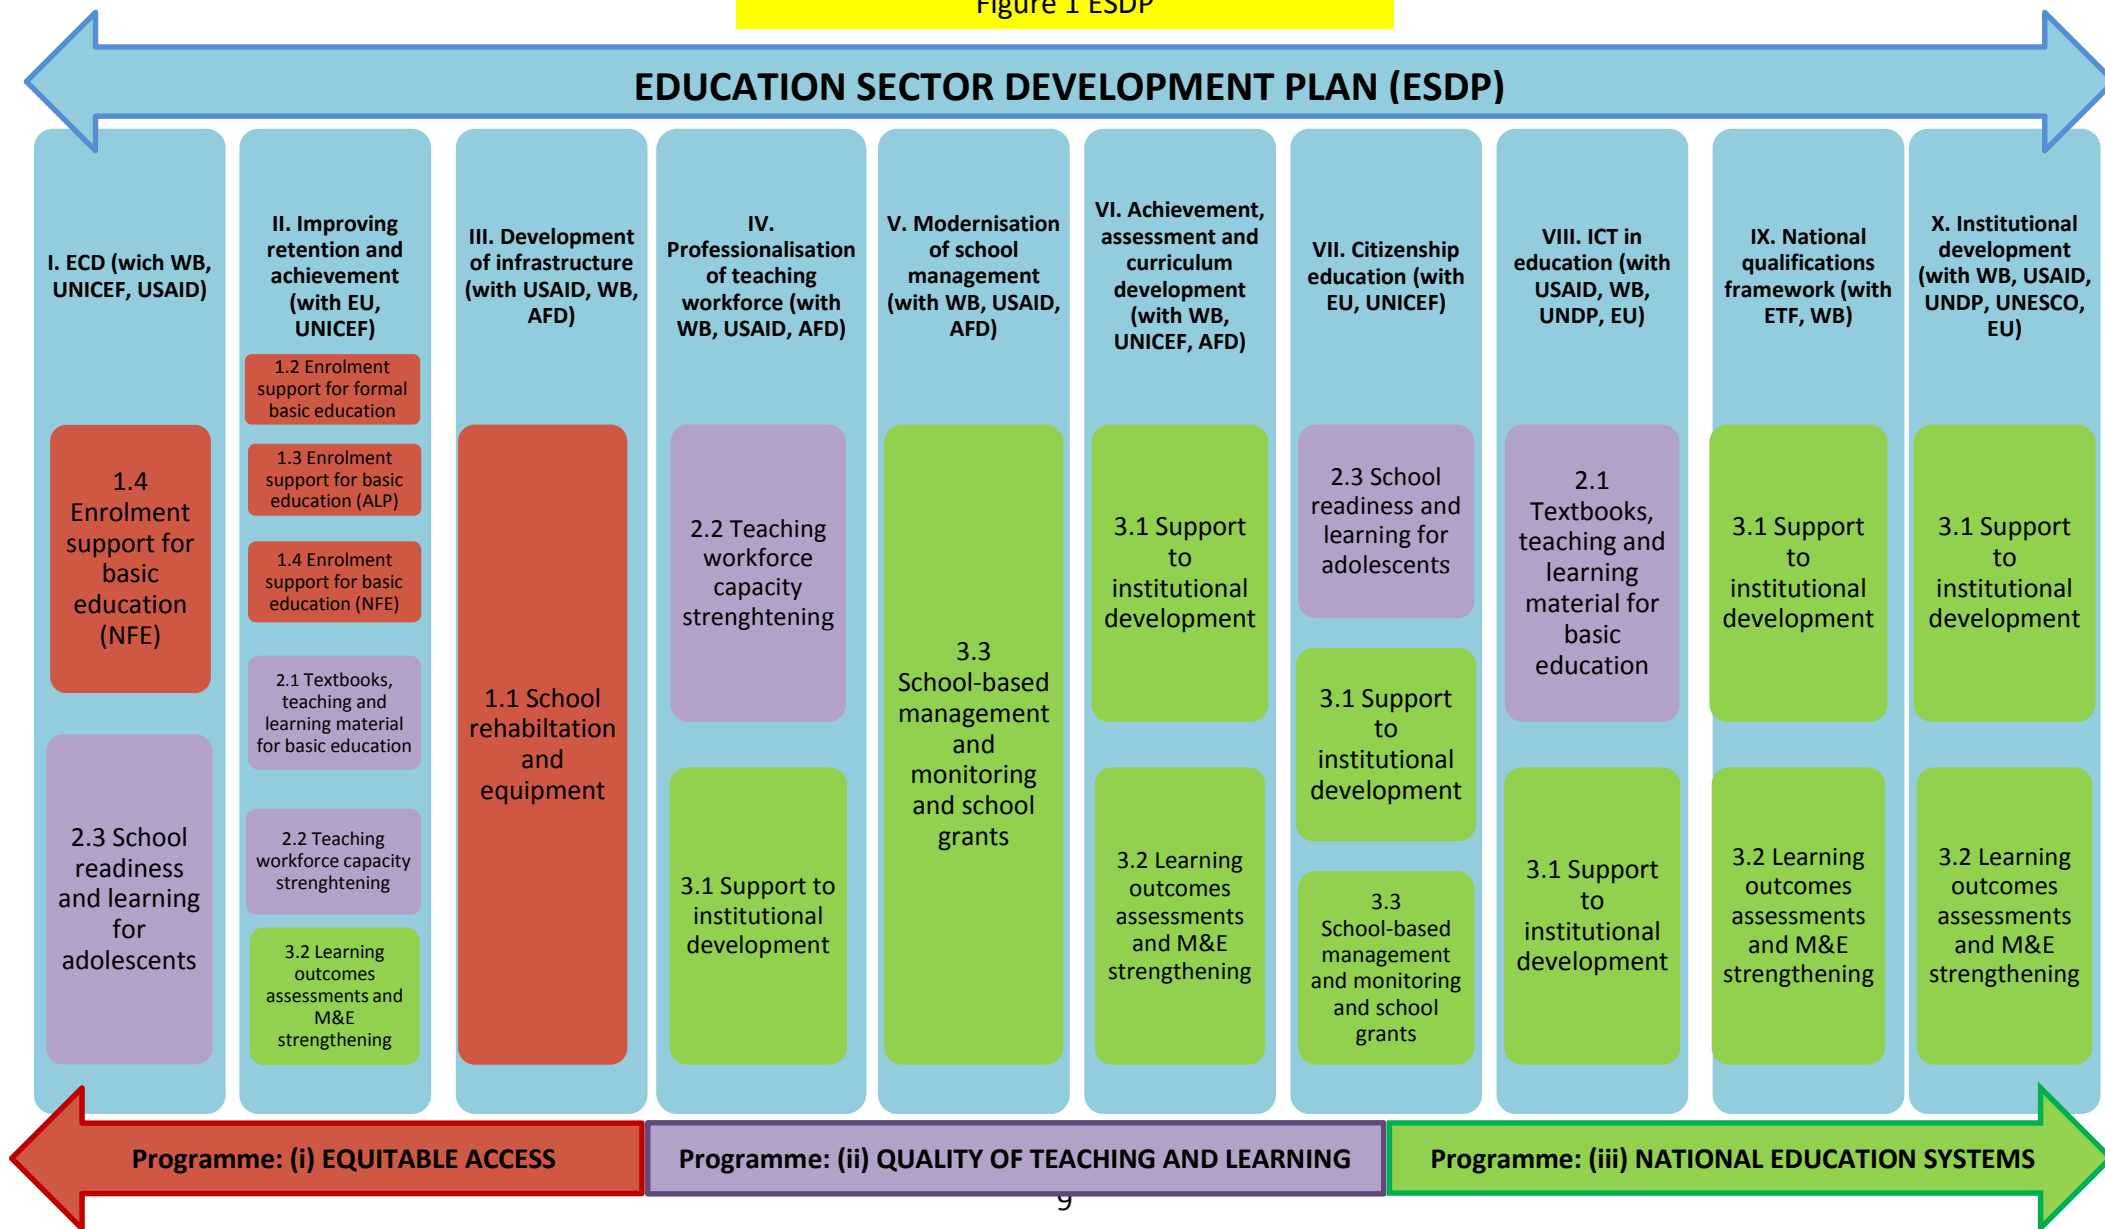 Figure 1 ESDP
EDUCATION SECTOR DEVELOPMENT PLAN (ESDP)
I. ECD (wich WB,
UNICEF, USAID)
1.4
Enrolment
support for
basic
education
(NFE)
2.3 School
readiness
and learning
for
adolescents
II. Improving
retention and
achievement
(with EU,
UNICEF)
1.2 Enrolment
support for formal
basic education
1.3 Enrolment
support for basic
education (ALP)
1.4 Enrolment
support for basic
education (NFE)
2.1 Textbooks,
teaching and
learning material
for basic education
2.2 Teaching
workforce capacity
strenghtening
3.2 Learning
outcomes
assessments and
M&E
strengthening
III. Development
of infrastructure
(with USAID, WB,
AFD)
1.1 School
rehabiltation
and
equipment
IV.
Professionalisation
of teaching
workforce (with
WB, USAID, AFD)
2.2 Teaching
workforce
capacity
strenghtening
3.1 Support to
institutional
development
V. Modernisation
of school
management
(with WB, USAID,
AFD)
3.3
School-based
management
and
monitoring
and school
grants
VI. Achievement,
assessment and
curriculum
development
(with WB,
UNICEF, AFD)
3.1 Support
to
institutional
development
3.2 Learning
outcomes
assessments
and M&E
strengthening
VII. Citizenship
education (with
EU, UNICEF)
2.3 School
readiness and
learning for
adolescents
3.1 Support
to
institutional
development
3.3
School-based
management
and monitoring
and school
grants
VIII. ICT in
education (with
USAID, WB,
UNDP, EU)
2.1
Textbooks,
teaching and
learning
material for
basic
education
3.1 Support
to
institutional
development
IX. National
qualifications
framework (with
ETF, WB)
3.1 Support
to
institutional
development
3.2 Learning
outcomes
assessments
and M&E
strengthening
X. Institutional
development
(with WB, USAID,
UNDP, UNESCO,
EU)
3.1 Support
to
institutional
development
3.2 Learning
outcomes
assessments
and M&E
strengthening
Programme: (i) EQUITABLE ACCESS
Programme: (ii) QUALITY OF TEACHING AND LEARNING
Programme: (iii) NATIONAL EDUCATION SYSTEMS
9